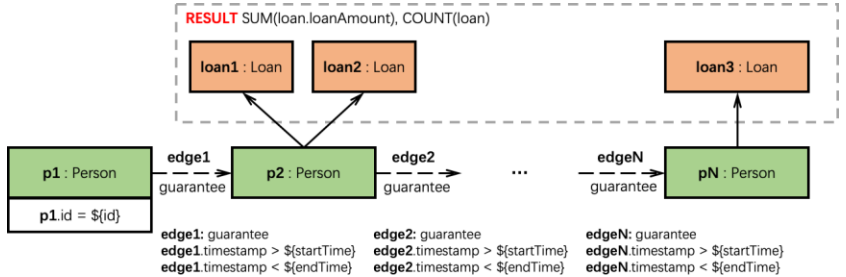 RESULT SUM(loan.loanAmount), COUNT(loan)
loan1 : Loan
loan2 : Loan
loan3 : Loan
p1 : Person
edge1
guarantee
p2 : Person
edge2
guarantee
...
edgeN
guarantee
pN : Person
p1.id = ${id}
edge1: guarantee
edge1.timestamp > ${startTime}
edge1.timestamp < ${endTime}
edge2: guarantee
edge2.timestamp > ${startTime}
edge2.timestamp < ${endTime}
edgeN: guarantee
edgeN.timestamp > ${startTime}
edgeN.timestamp < ${endTime}